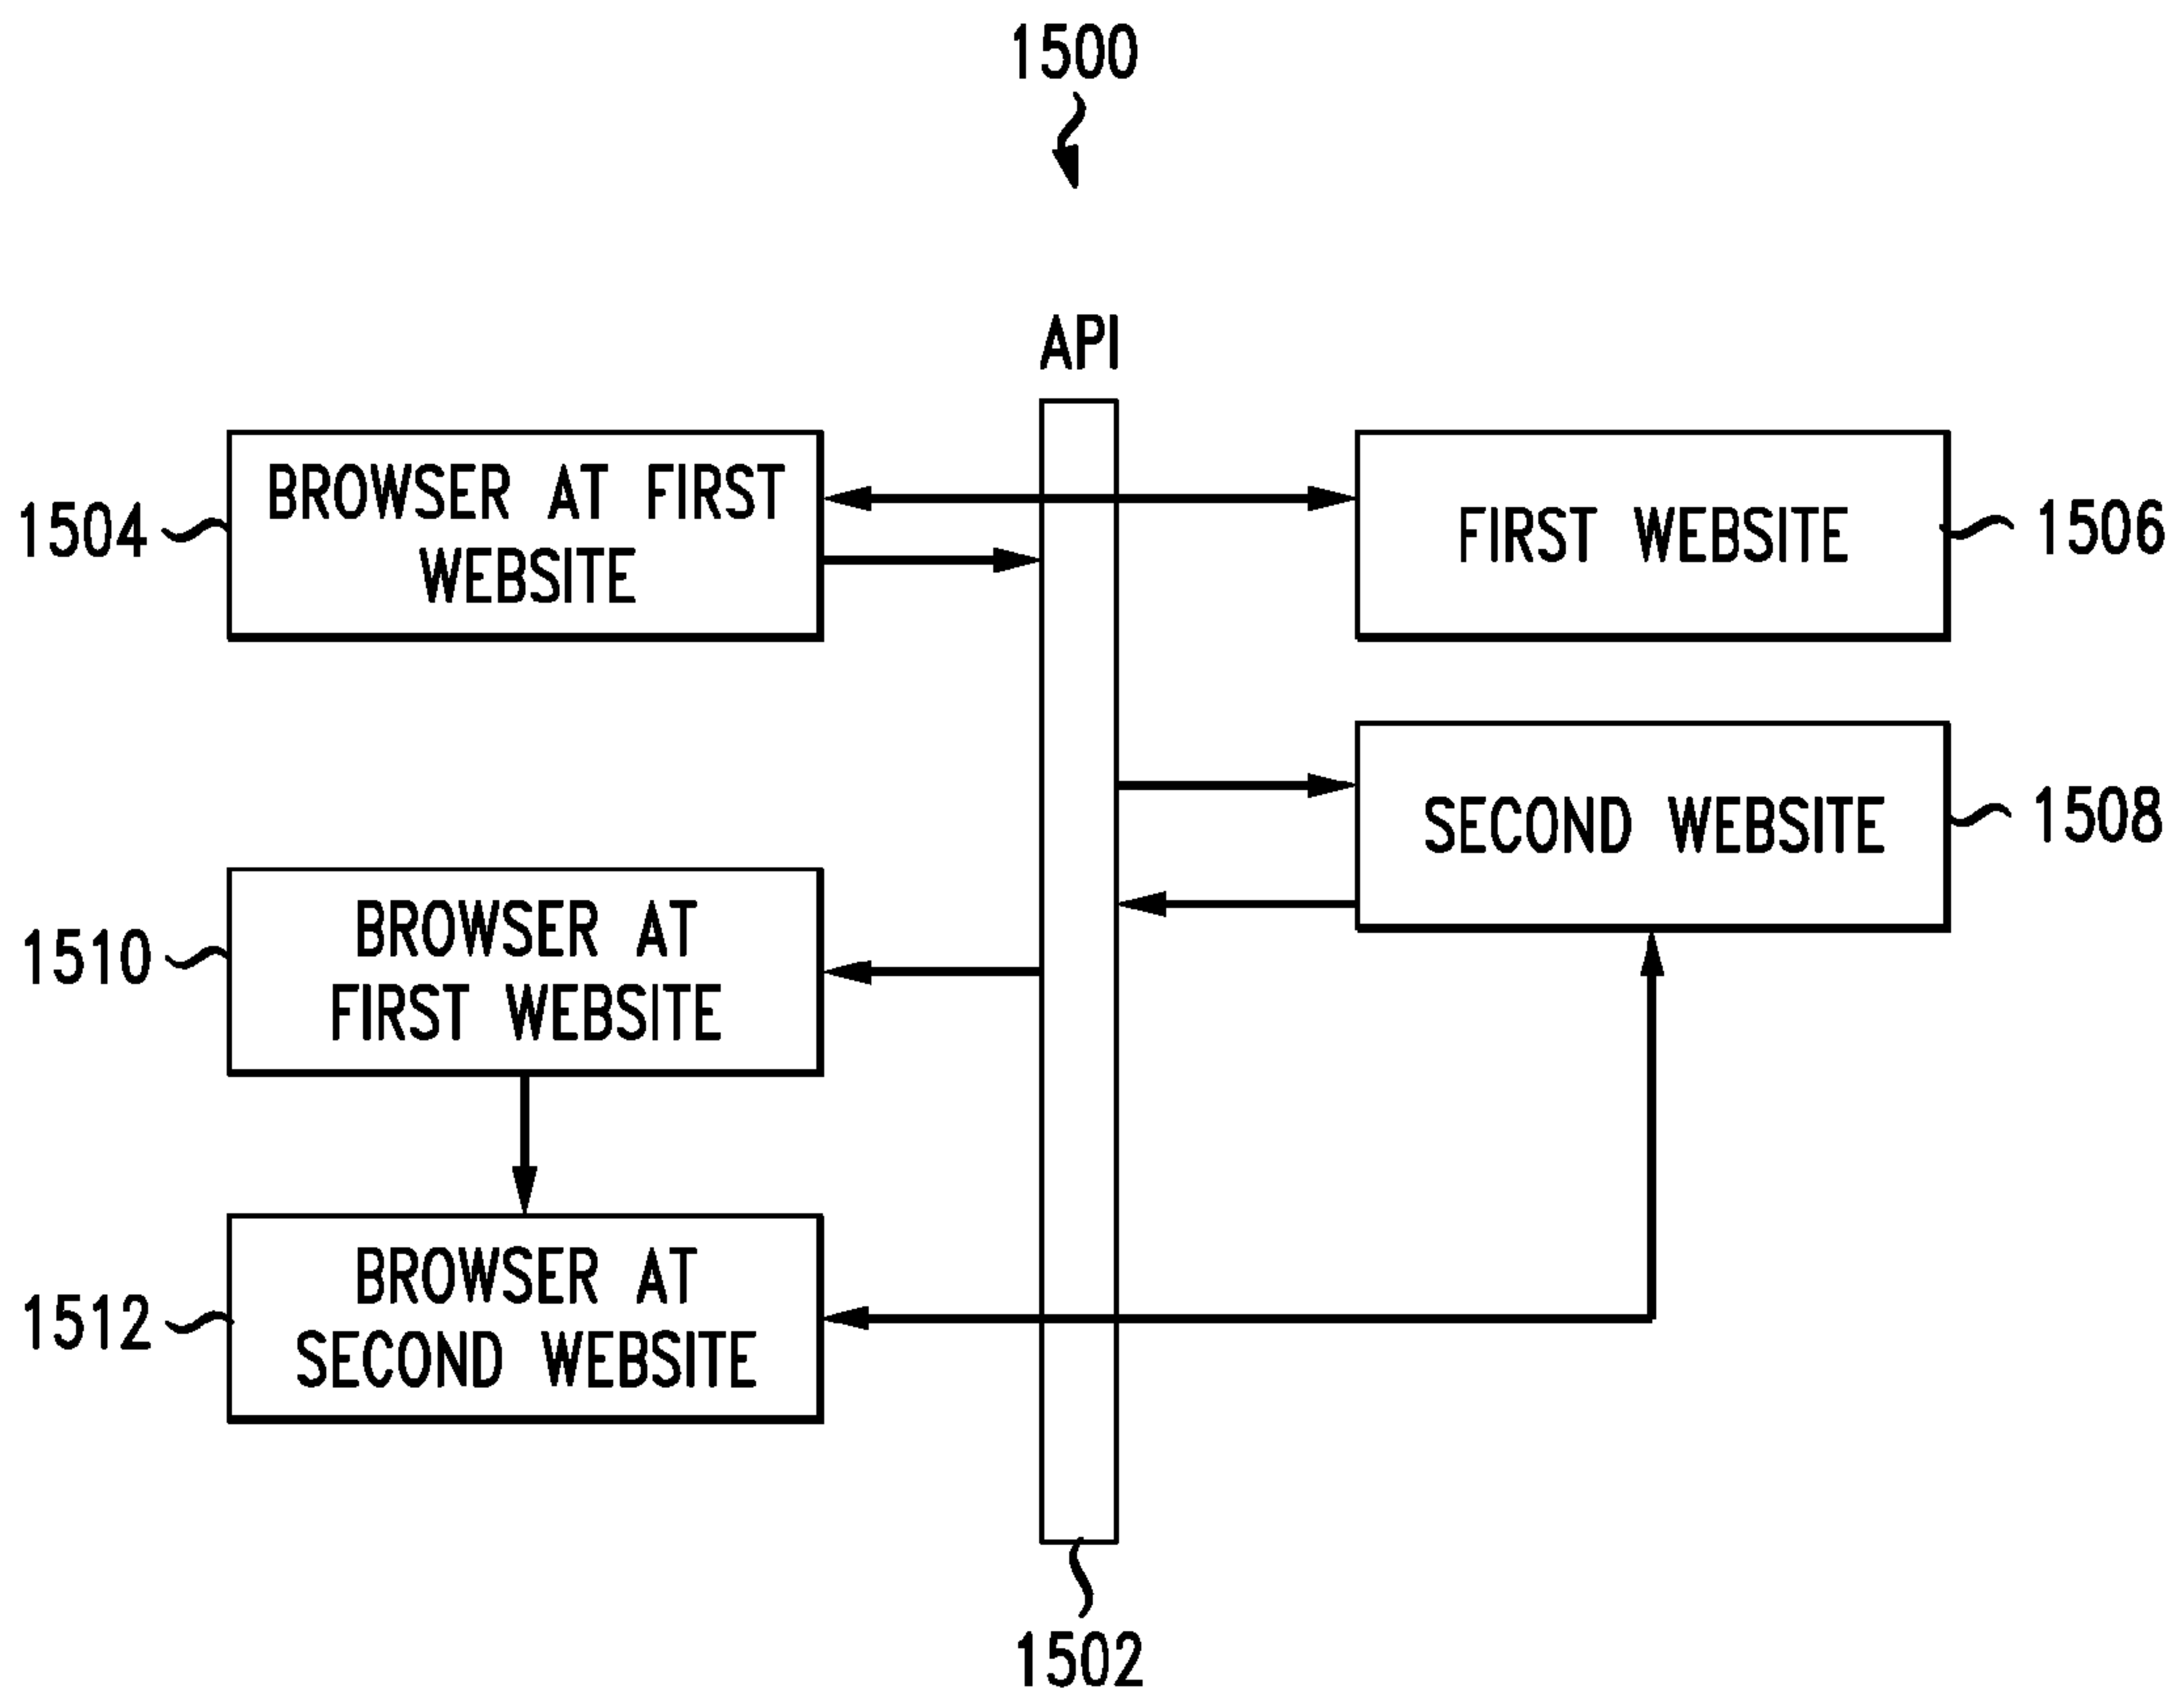 1500
API
1504
BROWSER AT FIRST
WEBSITE
FIRST WEBSITE
1506
SECOND WEBSITE
1508
1510
BROWSER AT
FIRST WEBSITE
1512
BROWSER AT
SECOND WEBSITE
1502